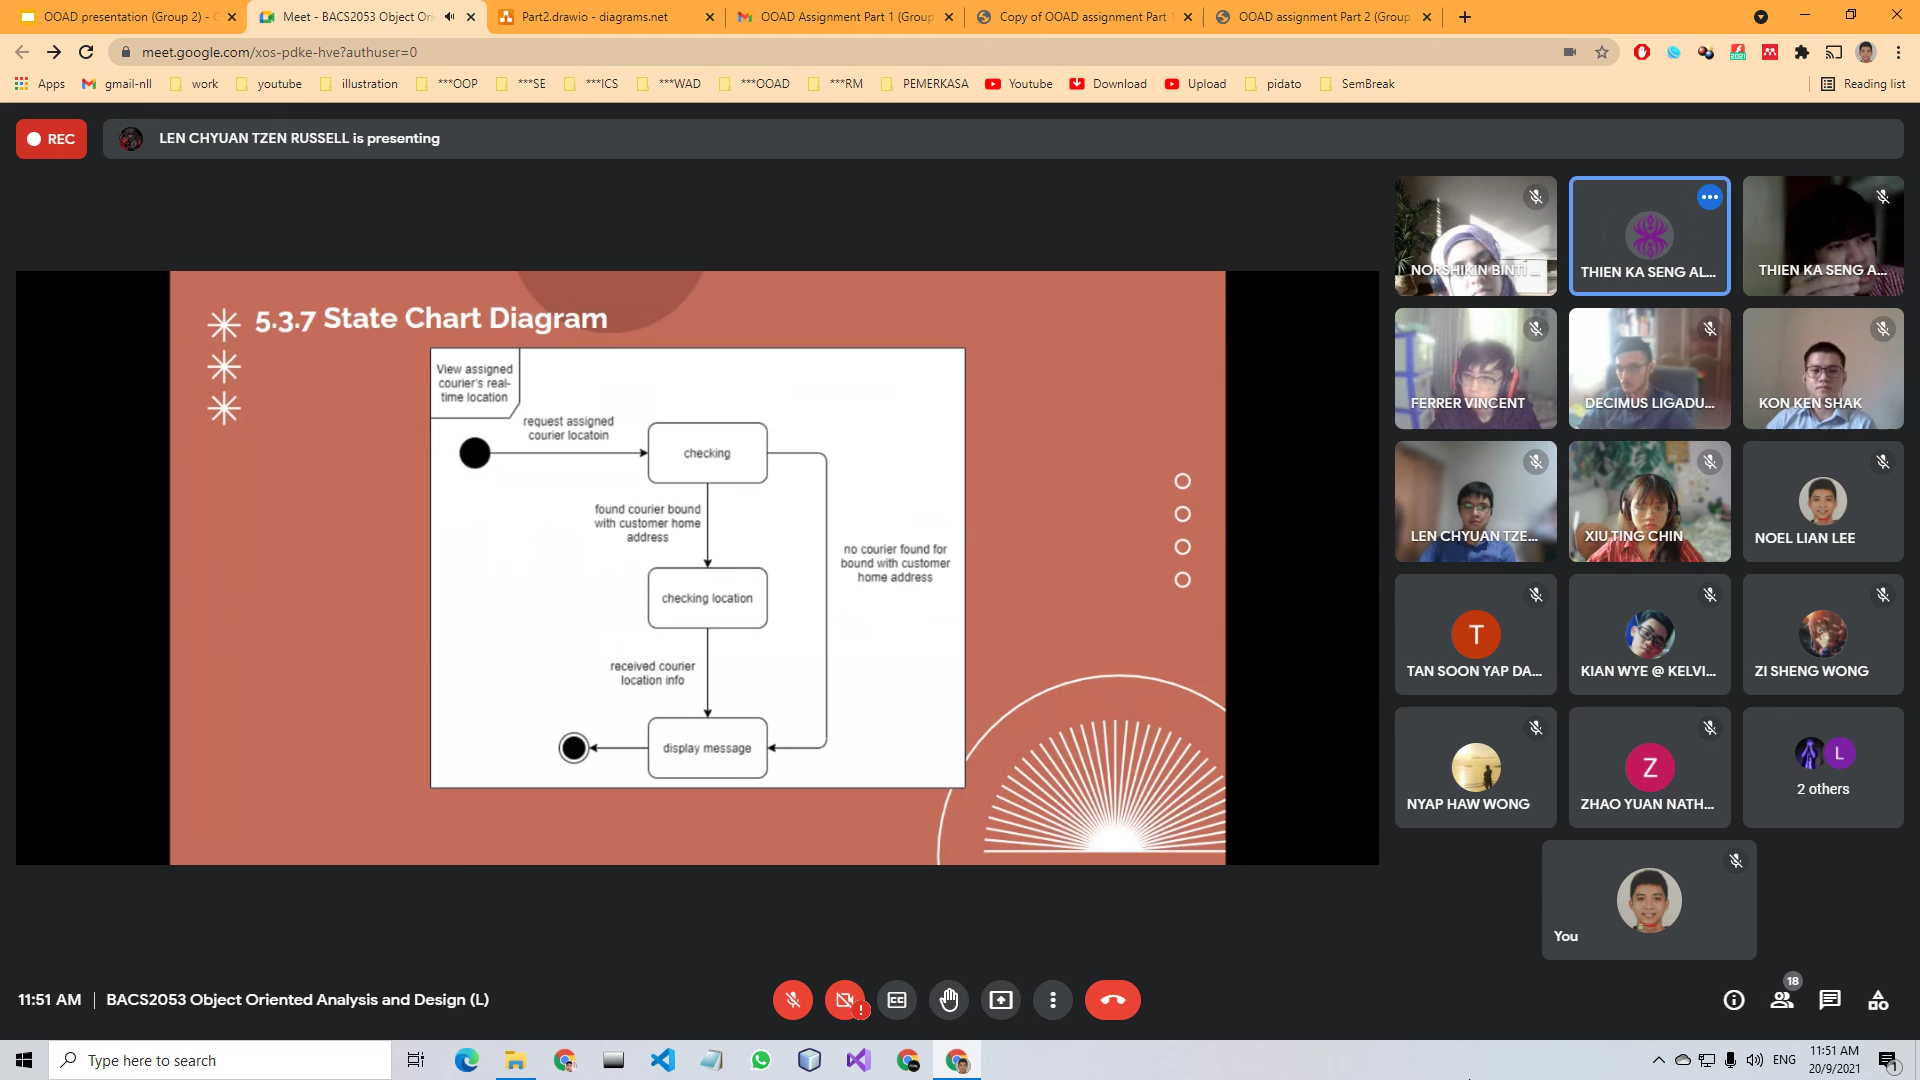 OOAD presentation (Group 2) - G
Meet - BACS2053 Object Ori
Part2.drawio - diagrams.net
OOAD Assignment Part 1 (Group
Copy of OOAD assignment Part 1
OOAD assignment Part 2 (Group
meet.google.com/xos-pdke-hve?authuser=0
Apps
gmail-nll
work
youtube
illustration
***OOP
***SE
***ICS
***WAD
***OOAD
***RM
PEMERKASA
Youtube
Download
Upload
pidato
SemBreak
Reading list
REC
LEN CHYUAN TZEN RUSSELL is presenting
5.3.7 State Chart Diagram
View assigned
courier's real-
time location
request assigned
courier locatoin
checking
found courier bound
with customer home
address
no courier found for
bound with customer
home address
checking location
received courier
location info
display message
NORSHIKIN BINTI ...
THIEN KA SENG AL...
THIEN KA SENG A...
FERRER VINCENT
DECIMUS LIGADU...
KON KEN SHAK
LEN CHYUAN TZE...
XIU TING CHIN
NOEL LIAN LEE
T
TAN SOON YAP DA...
KIAN WYE @ KELVI...
ZI SHENG WONG
NYAP HAW WONG
Z
ZHAO YUAN NATH...
L
2 others
You
11:51 AM
BACS2053 Object Oriented Analysis and Design (L)
18
Type here to search
ENG
11:51 AM
20/9/2021
1